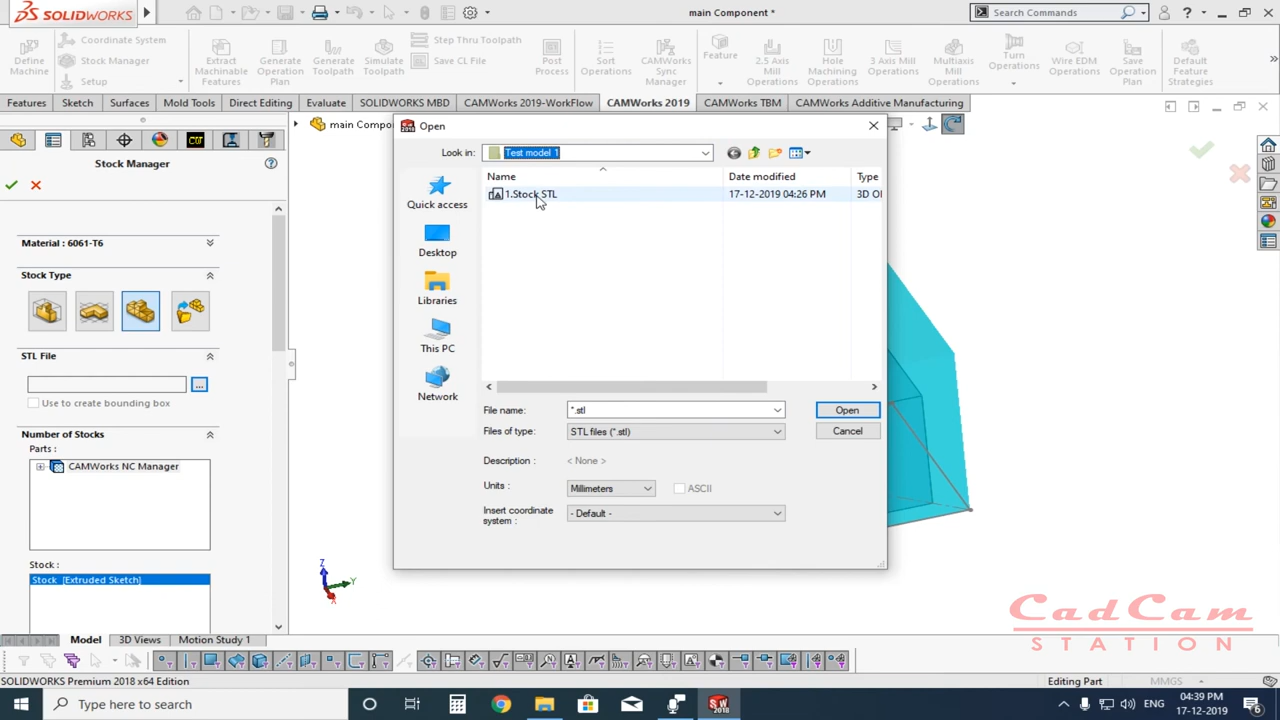 SOLIDWORKS
main Component *
Search Commands
Define Machine
Coordinate System
Stock Manager
Setup
Extract Machinable Features
Generate Operation Plan
Generate Toolpath
Simulate Toolpath
Step Thru Toolpath
Save CL File
Post Process
Sort Operations
CAMWorks Sync Manager
Feature
2.5 Axis Mill Operations
Hole Machining Operations
3 Axis Mill Operations
Turn Operations
Multiaxis Mill Operations
Wire EDM Operations
Save Operation Plan
Default Feature Strategies
Features
Sketch
Surfaces
Mold Tools
Direct Editing
Evaluate
SOLIDWORKS MBD
CAMWorks 2019-WorkFlow
CAMWorks 2019
CAMWorks TBM
CAMWorks Additive Manufacturing
main Compo
Stock Manager
Material : 6061-T6
Stock Type
STL File
...
Use to create bounding box
Number of Stocks
Parts :
CAMWorks NC Manager
Stock :
Stock [Extruded Sketch]
Open
Look in:
Test model 1
Name
Date modified
Type
1.Stock STL
17-12-2019 04:26 PM
3D O
Quick access
Desktop
Libraries
This PC
Network
File name:
*.stl
Open
Files of type:
STL files (*.stl)
Cancel
Description :
< None >
Units :
Millimeters
ASCII
Insert coordinate system :
- Default -
Z
Y
X
CadCam
STATION
Model
3D Views
Motion Study 1
SOLIDWORKS Premium 2018 x64 Edition
Editing Part
MMGS
Type here to search
SW
2018
ENG
04:39 PM
17-12-2019
6